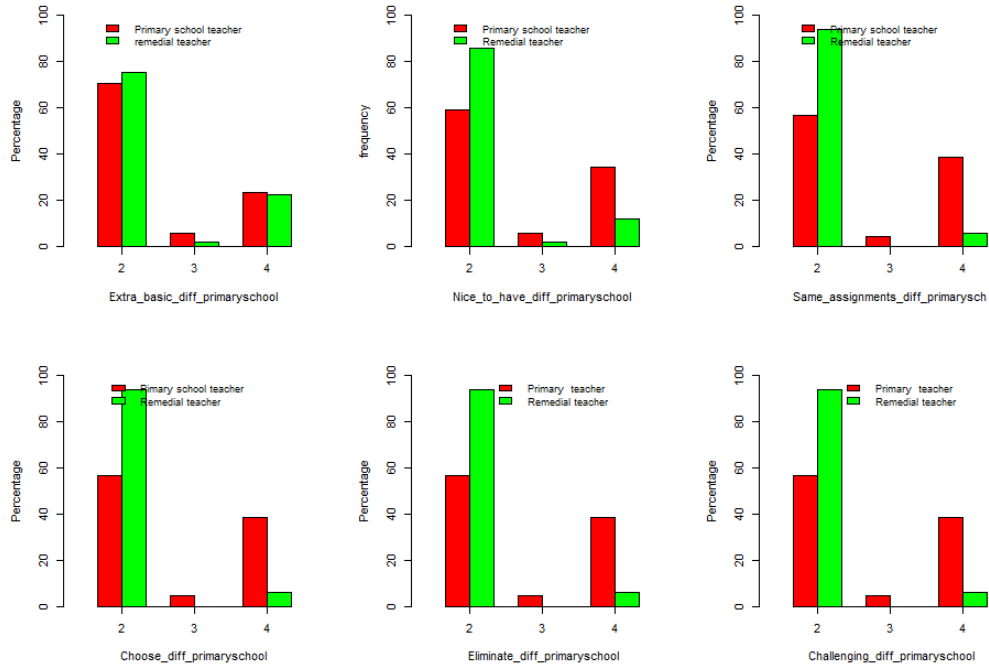 100
80
60
40
20
0
Percentage
Primary school teacher
remedial teacher
2 3 4
Extra_basic_diff_primaryschool
100
80
60
40
20
0
frequency
Primary school teacher
Remedial teacher
2 3 4
Nice_to_have_diff_primaryschool
100
80
60
40
20
0
Percentage
Primary school teacher
Remedial teacher
2 3 4
Same_assignments_diff_primarysch
100
80
60
40
20
0
Percentage
Primary school teacher
Remedial teacher
2 3 4
Choose_diff_primaryschool
100
80
60
40
20
0
Percentage
Primary teacher
Remedial teacher
2 3 4
Eliminate_diff_primaryschool
100
80
60
40
20
0
Percentage
Primary teacher
Remedial teacher
2 3 4
Challenging_diff_primaryschool